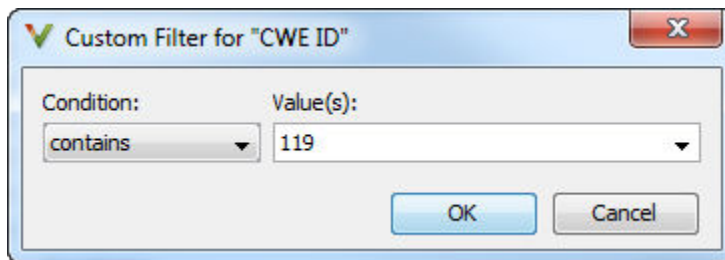 Custom Filter for "CWE ID"
Condition: Value(s):
contains 119
OK Cancel